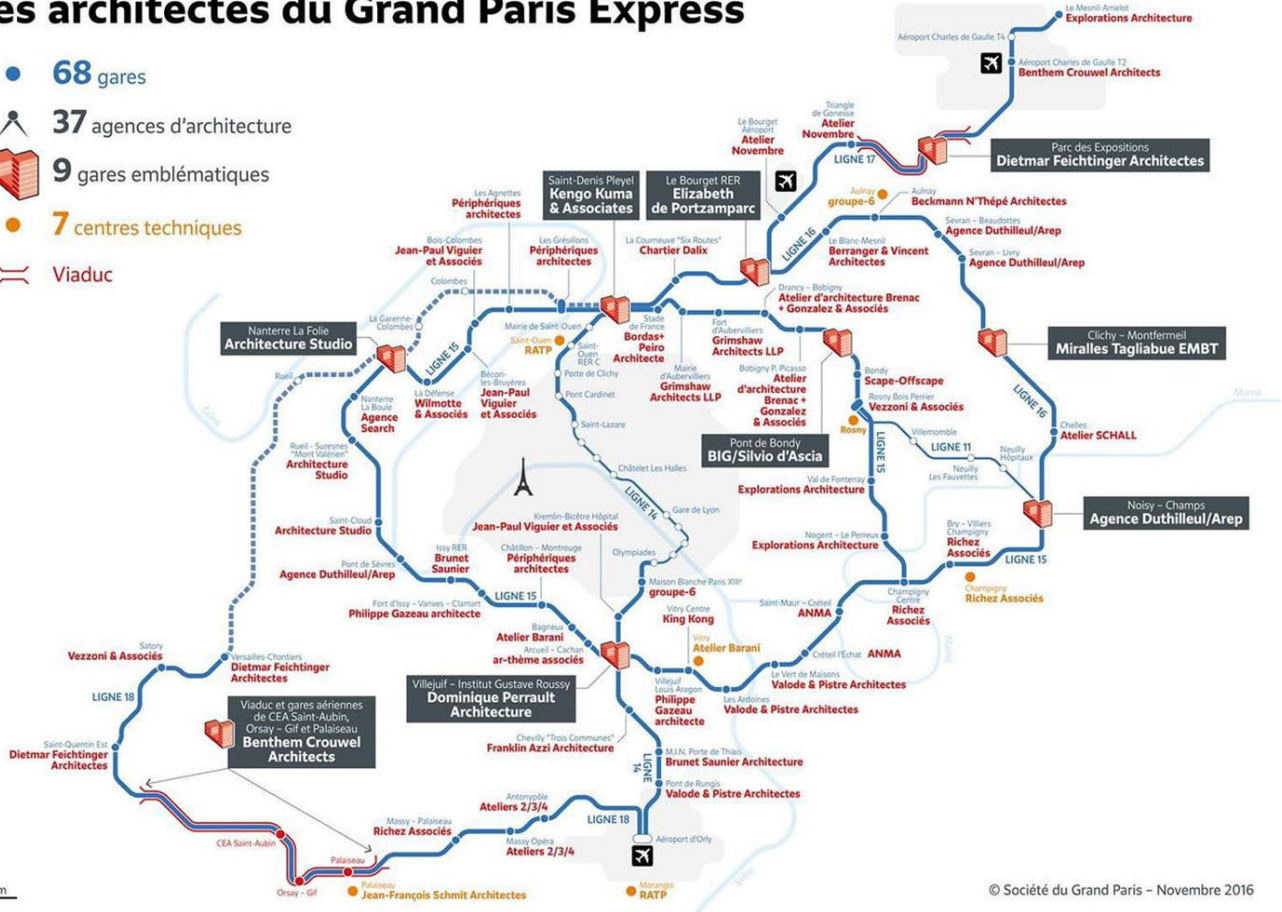 es architectes du Grand Paris Express
68 gares
37 agences d'architecture
9 gares emblématiques
7 centres techniques
Viaduc
Le Mesnil-Amelot
Explorations Architecture
Aéroport Charles de Gaulle T4
Aéroport Charles de Gaulle T2
Benthem Crouwel Architects
Triangle
de Gonesse
Atelier
Novembre
Le Bourget
Aéroport
Atelier
Novembre
LIGNE 17
Parc des Expositions
Dietmar Feichtinger Architectes
Saint-Denis Pleyel
Kengo Kuma
& Associates
Le Bourget RER
Elizabeth
de Portzamparc
Aulnay
groupe-6
Aulnay
Beckmann N'Thépé Architectes
Sevran – Beaudottes
Agence Duthilleul/Arep
Sevran – Livry
Agence Duthilleul/Arep
LIGNE 16
Le Blanc-Mesnil
Berranger & Vincent
Architectes
Les Agnettes
Périphériques
architectes
Bois-Colombes
Jean-Paul Viguier
et Associés
Les Grésillons
Périphériques
architectes
La Courneuve "Six Routes"
Chartier Dalix
Colombes
La Garenne-
Colombes
Drancy – Bobigny
Atelier d'architecture Brenac
+ Gonzalez & Associés
Nanterre La Folie
Architecture Studio
LIGNE 15
Mairie de Saint-Ouen
Saint-Ouen
RATP
Saint-
Ouen
RER C
Stade
de France
Bordas+
Peiro
Architecte
Fort
d'Aubervilliers
Grimshaw
Architects LLP
Mairie
d'Aubervilliers
Grimshaw
Architects LLP
Bobigny P. Picasso
Atelier
d'architecture
Brenac +
Gonzalez
& Associés
Clichy – Montfermeil
Miralles Tagliabue EMBT
Rueil
Porte de Clichy
Pont Cardinet
Bécon-
les-Bruyères
Jean-Paul
Viguier
et Associés
La Défense
Wilmotte
& Associés
Nanterre
La Boule
Agence
Search
Bondy
Scape-Offscape
Rosny Bois Perrier
Vezzoni & Associés
Rosny
LIGNE 16
Marne
Seine
Chelles
Atelier SCHALL
Saint-Lazare
Rueil - Suresnes
"Mont Valérien"
Architecture
Studio
Pont de Bondy
BIG/Silvio d'Ascia
LIGNE 15
Villemomble
LIGNE 11
Neuilly
Hôpitaux
Neuilly
Les Fauvettes
Châtelet Les Halles
LIGNE 14
Val de Fontenay
Explorations Architecture
Gare de Lyon
Noisy – Champs
Agence Duthilleul/Arep
Saint-Cloud
Architecture Studio
Kremlin-Bicêtre Hôpital
Jean-Paul Viguier et Associés
Nogent – Le Perreux
Explorations Architecture
Bry – Villiers
Champigny
Richez
Associés
LIGNE 15
Pont de Sèvres
Agence Duthilleul/Arep
Issy RER
Brunet
Saunier
Châtillon – Montrouge
Périphériques
architectes
Olympiades
Maison Blanche Paris XIIIe
groupe-6
Champigny
Centre
Richez
Associés
Champigny
Richez Associés
Fort d'Issy – Vanves – Clamart
Philippe Gazeau architecte
LIGNE 15
Vitry Centre
King Kong
Saint-Maur – Créteil
ANMA
Bagneux
Atelier Barani
Arcueil – Cachan
ar-thème associés
Vitry
Atelier Barani
Créteil l'Échat ANMA
Marne
Satory
Vezzoni & Associés
Versailles-Chantiers
Dietmar Feichtinger
Architectes
Villejuif – Institut Gustave Roussy
Dominique Perrault
Architecture
Villejuif
Louis Aragon
Philippe
Gazeau
architecte
Le Vert de Maisons
Valode & Pistre Architectes
Les Ardoines
Valode & Pistre Architectes
LIGNE 18
Viaduc et gares aériennes
de CEA Saint-Aubin,
Orsay – Gif et Palaiseau
Benthem Crouwel
Architects
Chevilly "Trois Communes"
Franklin Azzi Architecture
Saint-Quentin Est
Dietmar Feichtinger
Architectes
M.I.N. Porte de Thiais
Brunet Saunier Architecture
LIGNE
14
Pont de Rungis
Valode & Pistre Architectes
Antonypôle
Ateliers 2/3/4
LIGNE 18
Massy – Palaiseau
Richez Associés
Massy Opéra
Ateliers 2/3/4
Aéroport d'Orly
CEA Saint-Aubin
Palaiseau
Orsay – Gif
Palaiseau
Jean-François Schmit Architectes
Morangis
RATP
Seine
m
© Société du Grand Paris – Novembre 2016